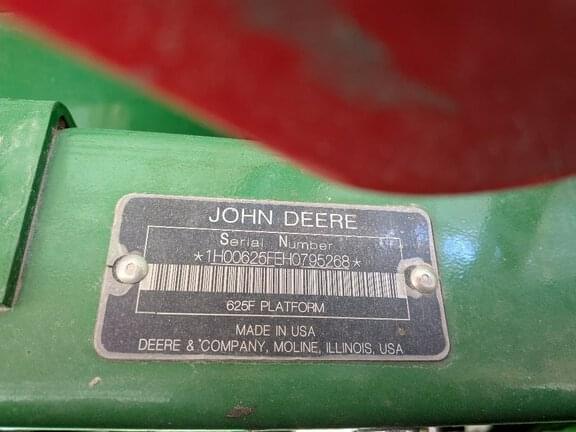 JOHN DEERE
Serial Number
*1H00625FEH0795268*
625F PLATFORM
MADE IN USA
DEERE & COMPANY, MOLINE, ILLINOIS, USA